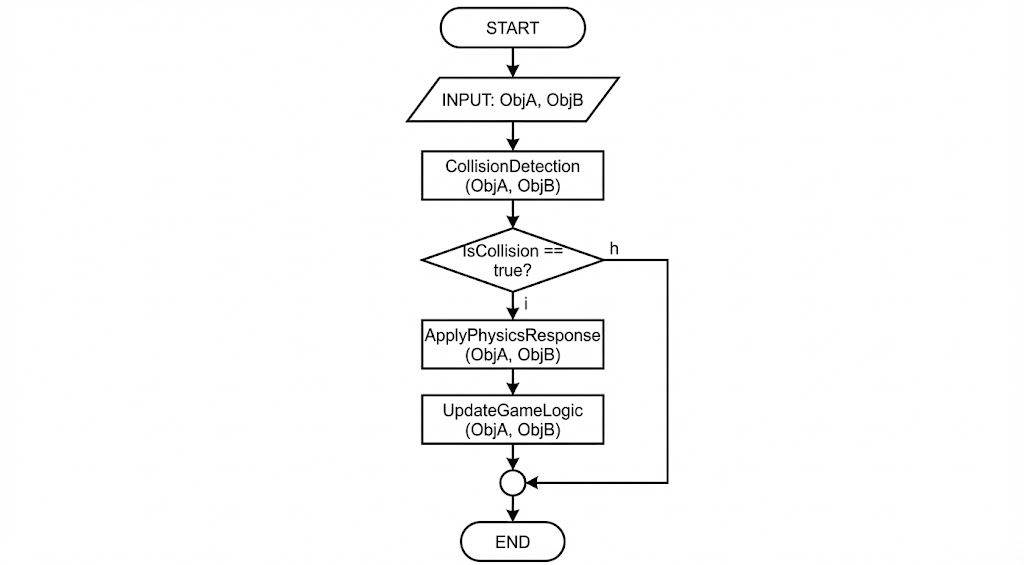 START
INPUT: ObjA, ObjB
CollisionDetection
(ObjA, ObjB)
IsCollision ==
true?
h
i
ApplyPhysicsResponse
(ObjA, ObjB)
UpdateGameLogic
(ObjA, ObjB)
END